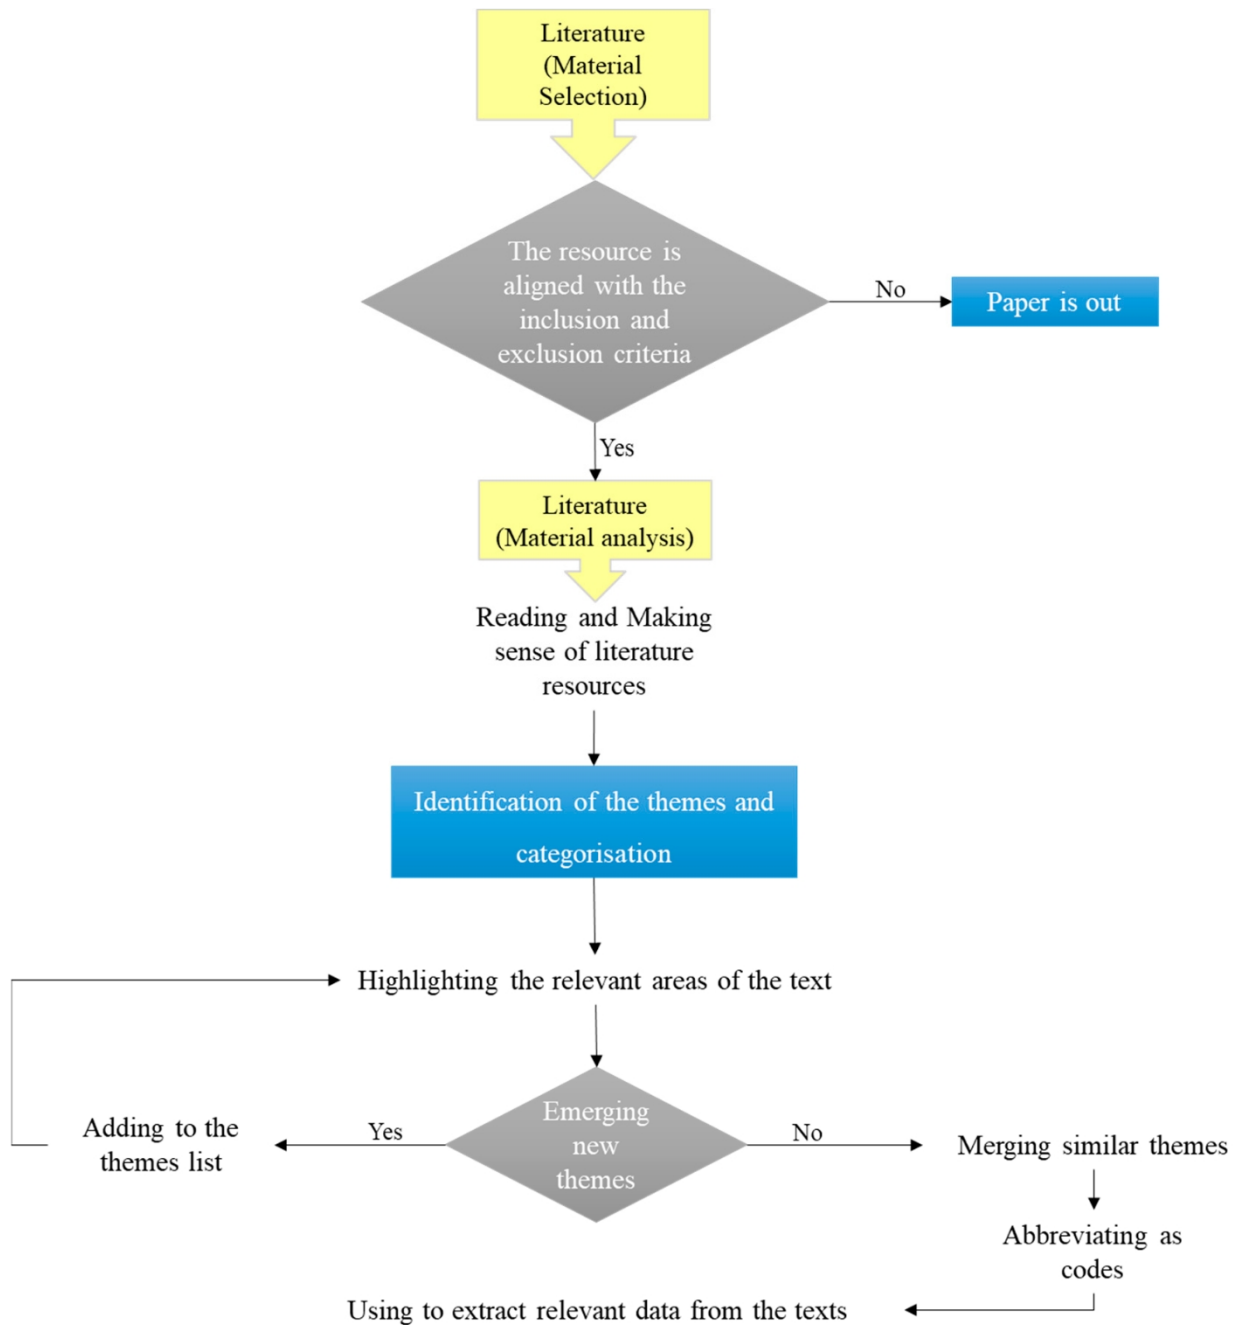 Literature
(Material
Selection)
The resource is
aligned with the
inclusion and
exclusion criteria
No
Paper is out
Yes
Literature
(Material analysis)
Reading and Making
sense of literature
resources
Identification of the themes and
categorisation
Highlighting the relevant areas of the text
Emerging
new
themes
Yes
Adding to the
themes list
No
Merging similar themes
Abbreviating as
codes
Using to extract relevant data from the texts